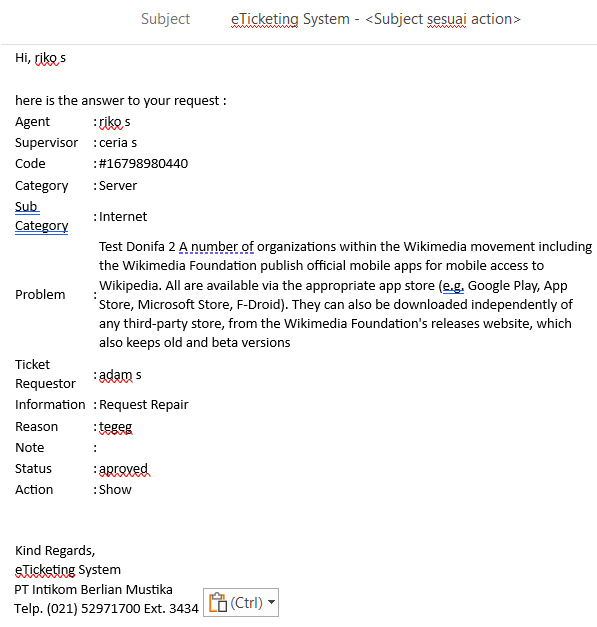 Subject eTicketing System - <Subject sesuai action>
Hi, riko s
here is the answer to your request :
Agent : riko s
Supervisor : ceria s
Code : #16798980440
Category : Server
Sub
Category : Internet
Test Donifa 2 A number of organizations within the Wikimedia movement including
the Wikimedia Foundation publish official mobile apps for mobile access to
Wikipedia. All are available via the appropriate app store (e.g. Google Play, App
Problem : Store, Microsoft Store, F-Droid). They can also be downloaded independently of
any third-party store, from the Wikimedia Foundation's releases website, which
also keeps old and beta versions
Ticket
Requestor : adam s
Information : Request Repair
Reason : tegeg
Note :
Status : aproved
Action : Show
Kind Regards,
eTicketing System
PT Intikom Berlian Mustika
Telp. (021) 52971700 Ext. 3434 (Ctrl)